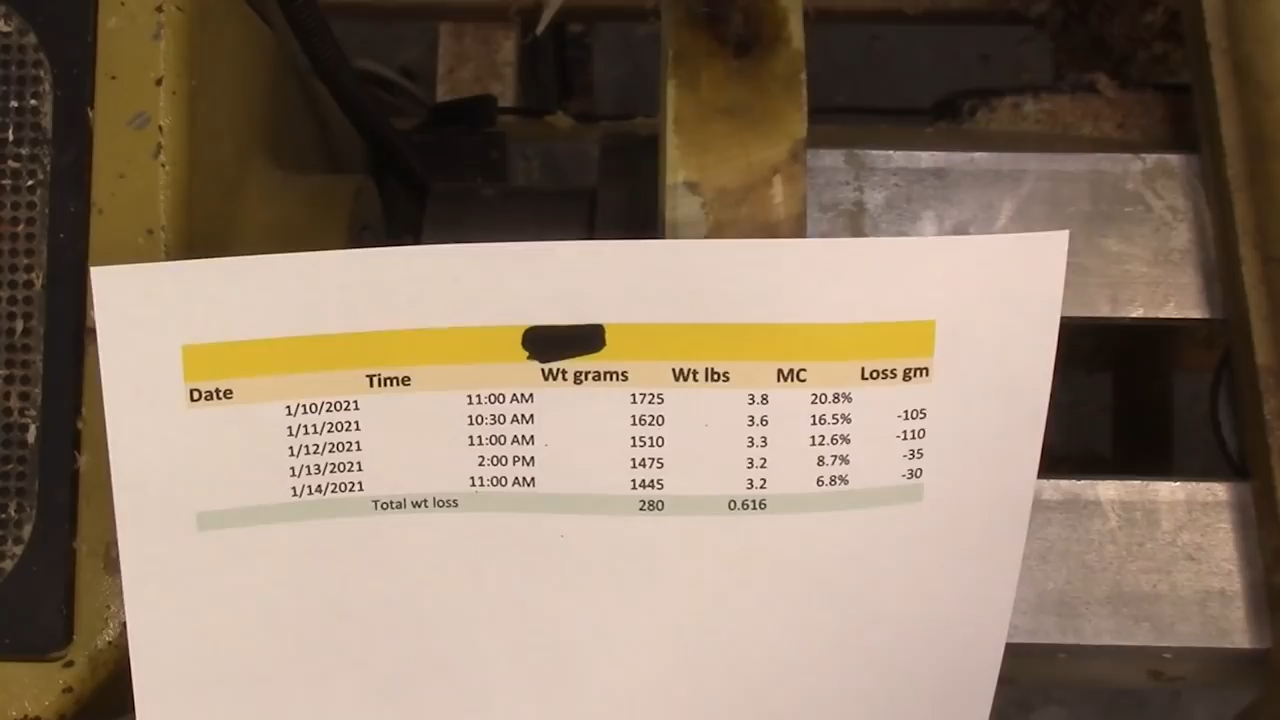 Date Time Wt grams Wt lbs MC Loss gm
1/10/2021 11:00 AM 1725 3.8 20.8%
1/11/2021 10:30 AM 1620 3.6 16.5% -105
1/12/2021 11:00 AM 1510 3.3 12.6% -110
1/13/2021 2:00 PM 1475 3.2 8.7% -35
1/14/2021 11:00 AM 1445 3.2 6.8% -30
Total wt loss 280 0.616